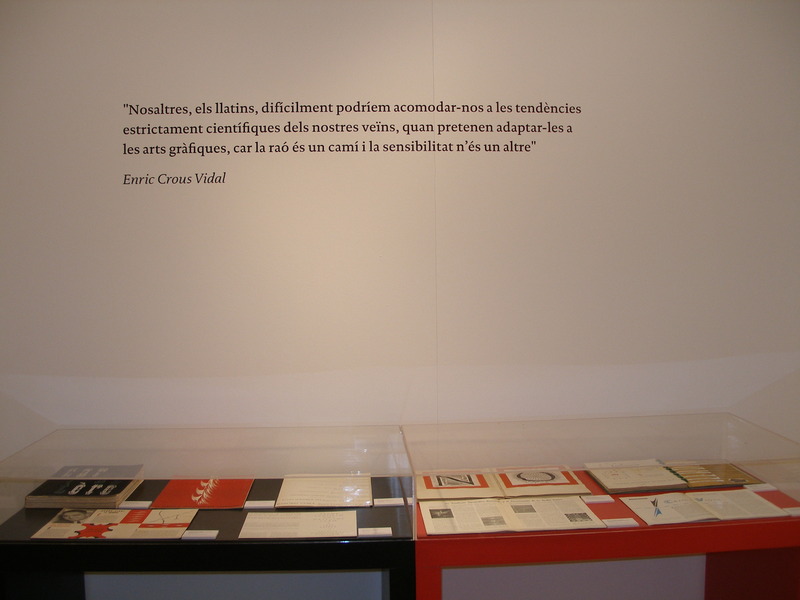 "Nosaltres, els llatins, difícilment podríem acomodar-nos a les tendències
estrictament científiques dels nostres veïns, quan pretenen adaptar-les a
les arts gràfiques, car la raó és un camí i la sensibilitat n'és un altre"
Enric Crous Vidal